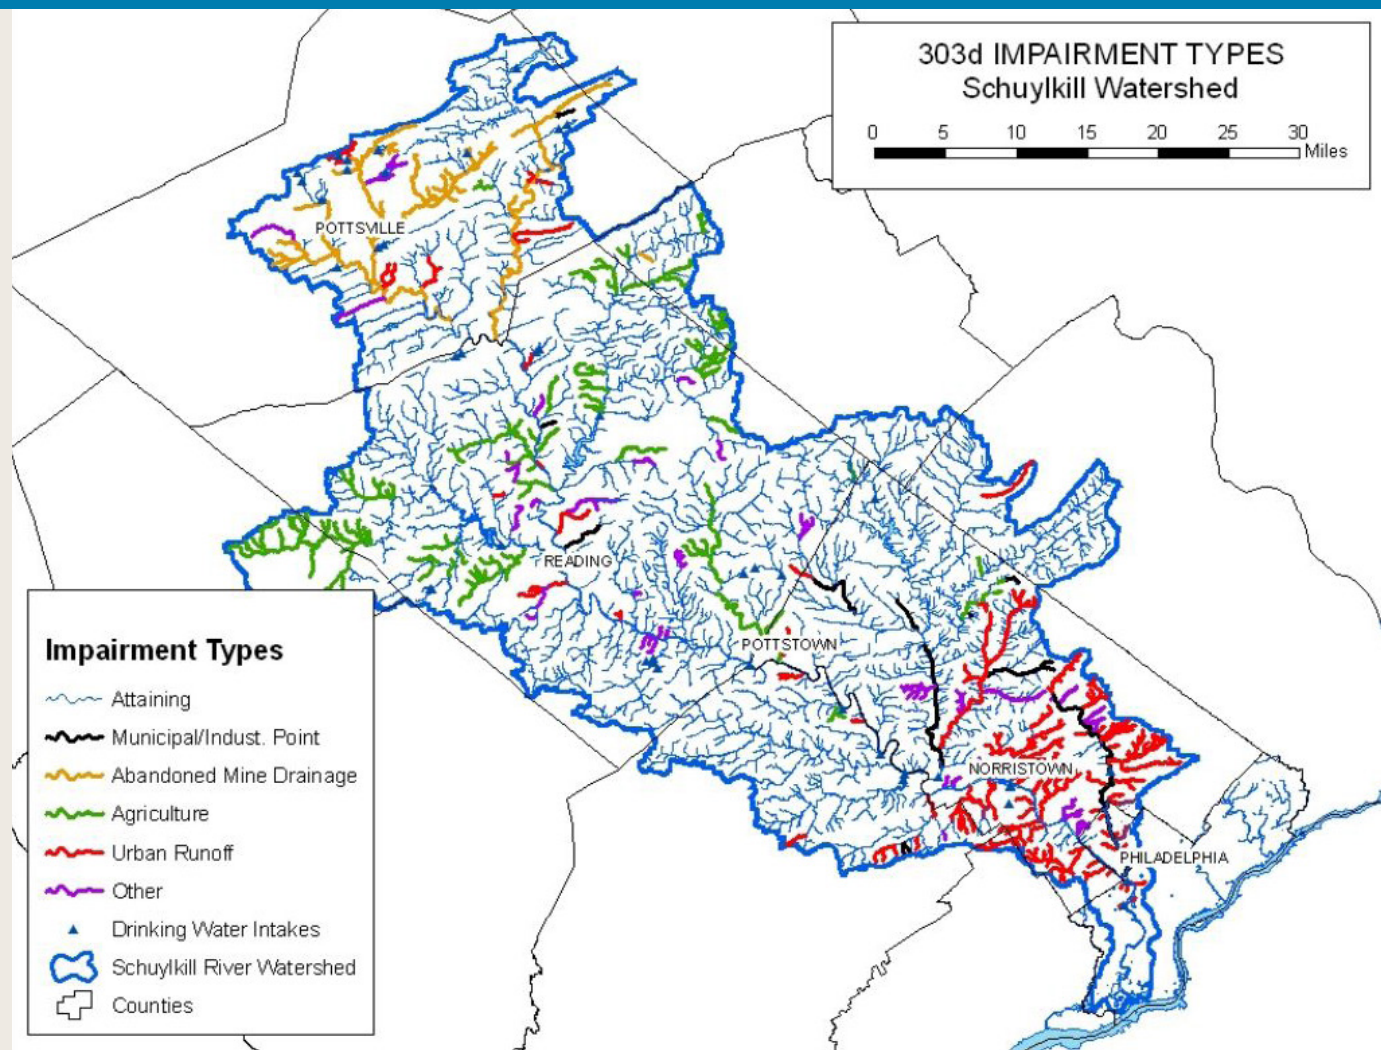 303d IMPAIRMENT TYPES
Schuylkill Watershed
0 5 10 15 20 25 30
Miles
POTTSVILLE
READING
POTTSTOWN
NORRISTOWN
PHILADELPHIA
Impairment Types
Attaining
Municipal/Indust. Point
Abandoned Mine Drainage
Agriculture
Urban Runoff
Other
Drinking Water Intakes
Schuylkill River Watershed
Counties